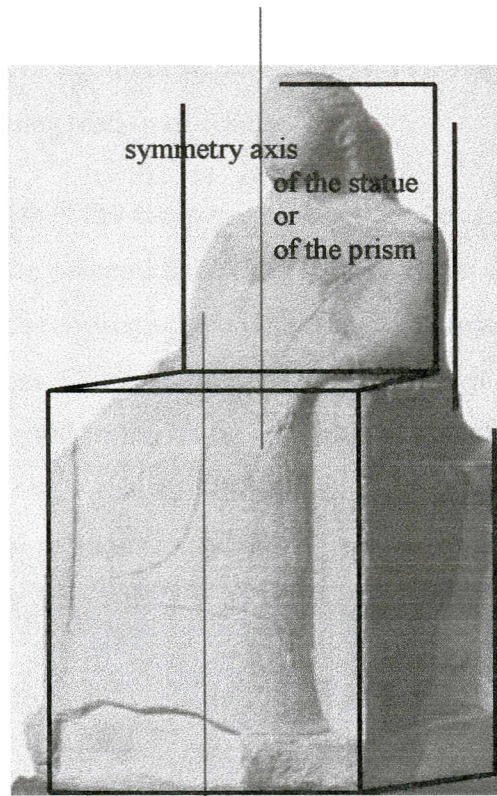 symmetry axis
of the statue
or
of the prism